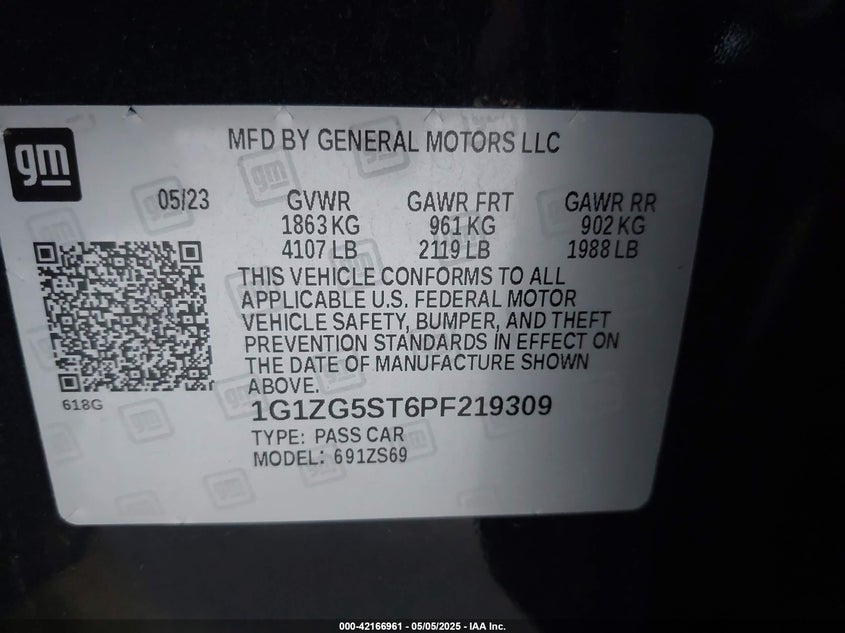 gm
MFD BY GENERAL MOTORS LLC
05/23 GVWR GAWR FRT GAWR RR
1863 KG 961 KG 902 KG
4107 LB 2119 LB 1988 LB
THIS VEHICLE CONFORMS TO ALL
APPLICABLE U.S. FEDERAL MOTOR
VEHICLE SAFETY, BUMPER, AND THEFT
PREVENTION STANDARDS IN EFFECT ON
THE DATE OF MANUFACTURE SHOWN
ABOVE.
618G
1G1ZG5ST6PF219309
TYPE: PASS CAR
MODEL: 691ZS69
000-42166961 - 05/05/2025 - IAA Inc.